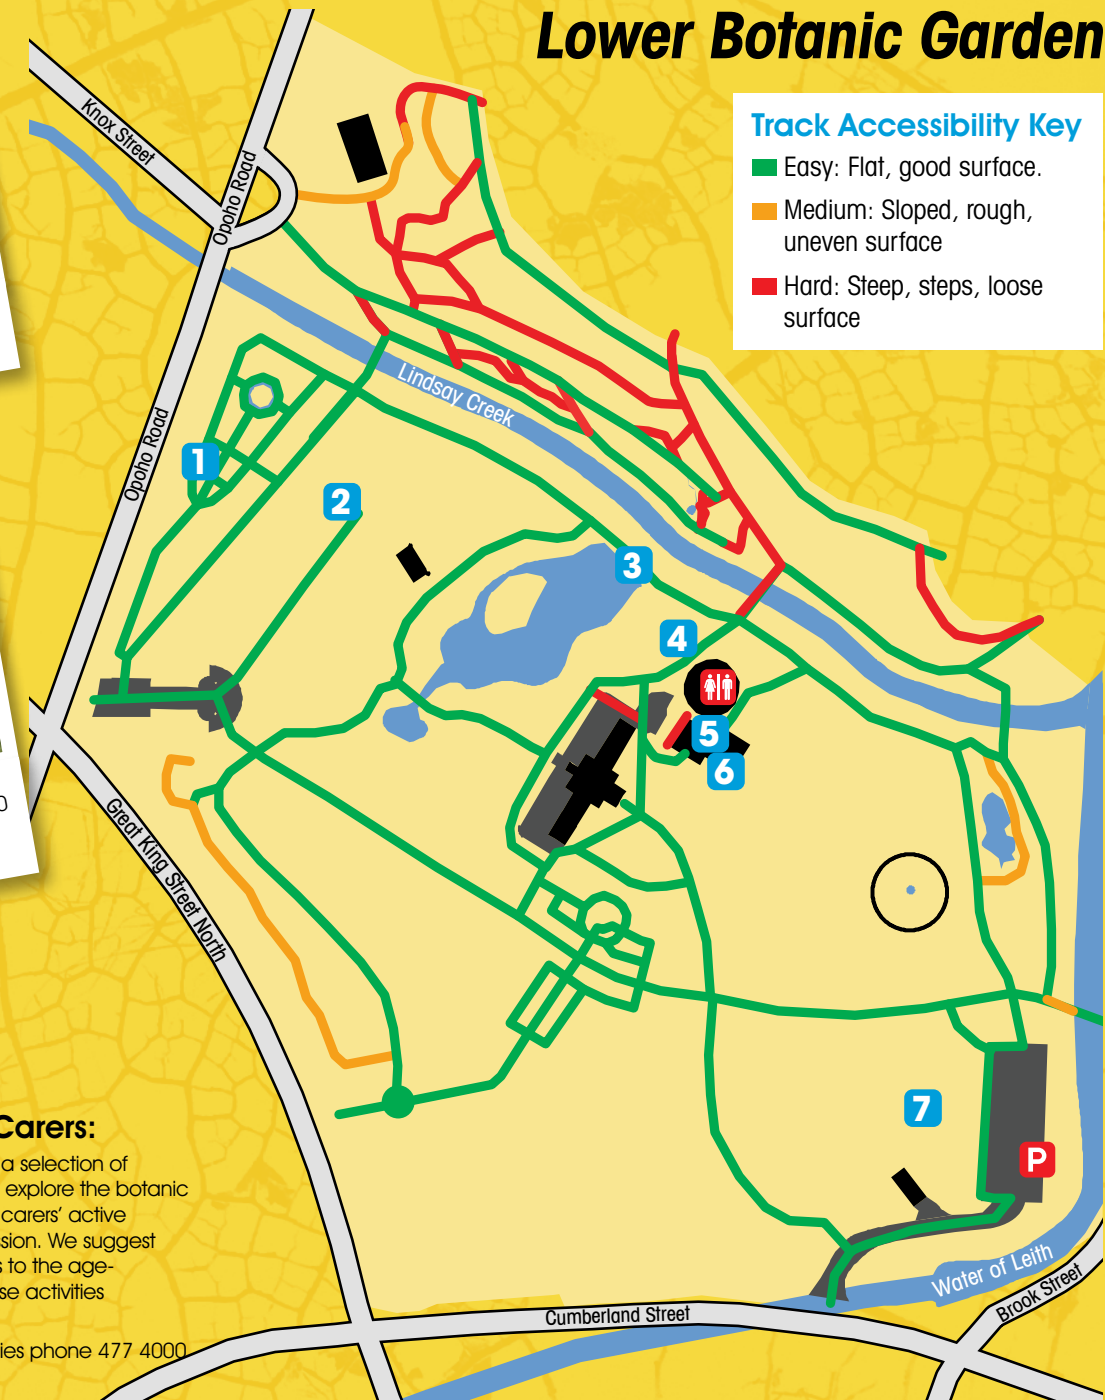 Lower Botanic Garden
Track Accessibility Key
Easy: Flat, good surface.
Medium: Sloped, rough,
uneven surface
Hard: Steep, steps, loose
surface
Knox Street
Opoho Road
Lindsay Creek
Opoho Road
1
2
3
4
5
6
Great King Street North
7
P
Water of Leith
Brook Street
Cumberland Street
0
Carers:
a selection of
explore the botanic
carers' active
sion. We suggest
s to the age-
se activities
ies phone 477 4000